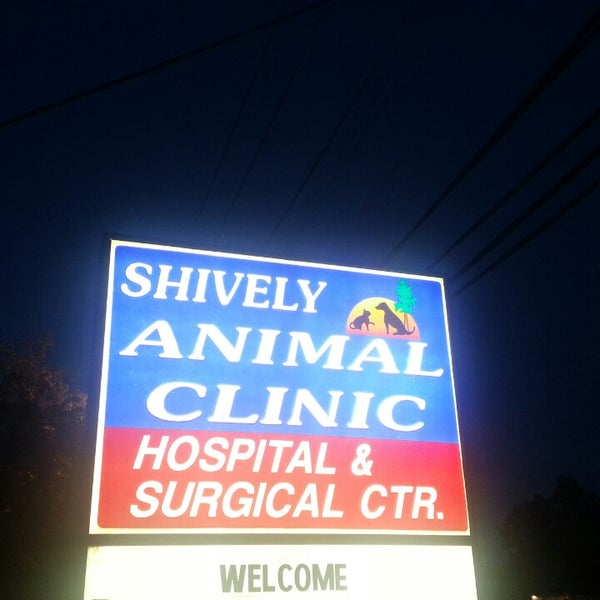 SHIVELY
ANIMAL
CLINIC
HOSPITAL &
SURGICAL CTR.
WELCOME